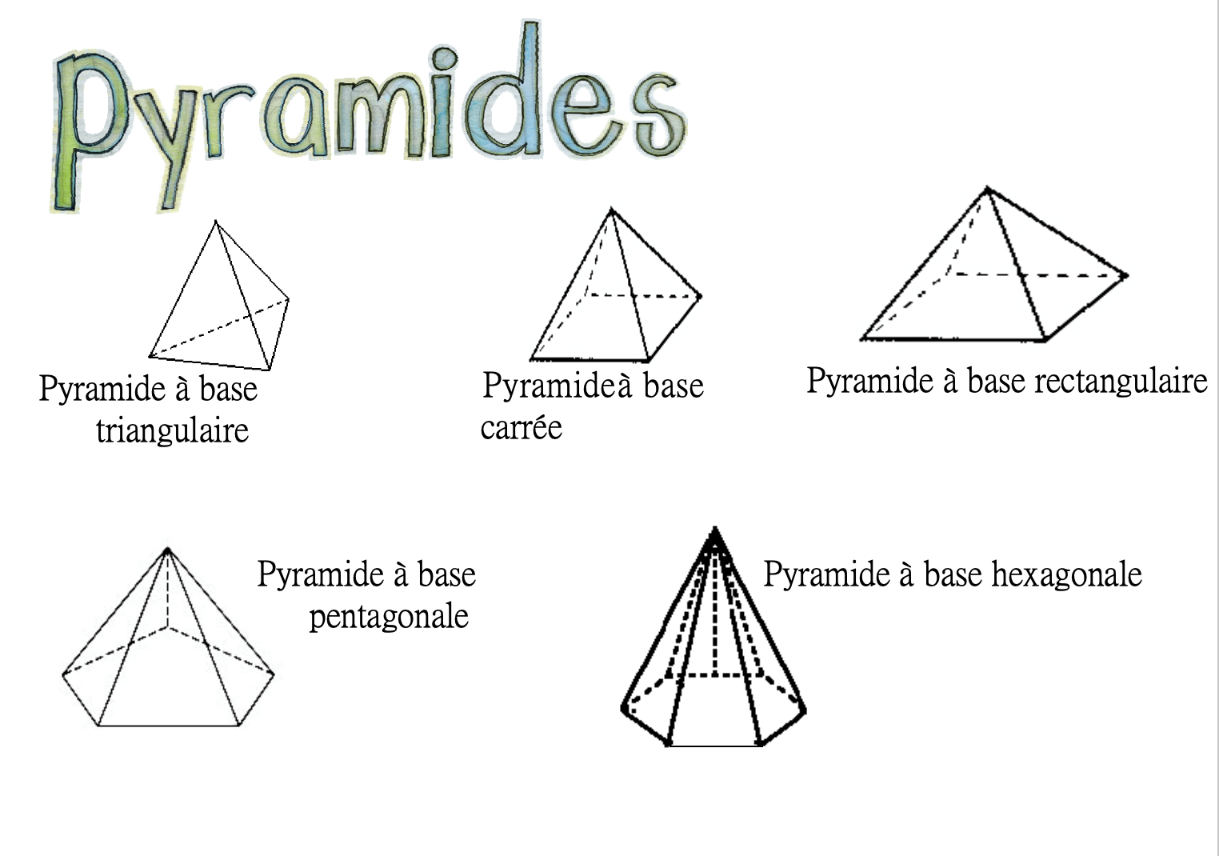 Pyramides
Pyramide à base
triangulaire
Pyramideà base
carrée
Pyramide à base rectangulaire
Pyramide à base
pentagonale
Pyramide à base hexagonale